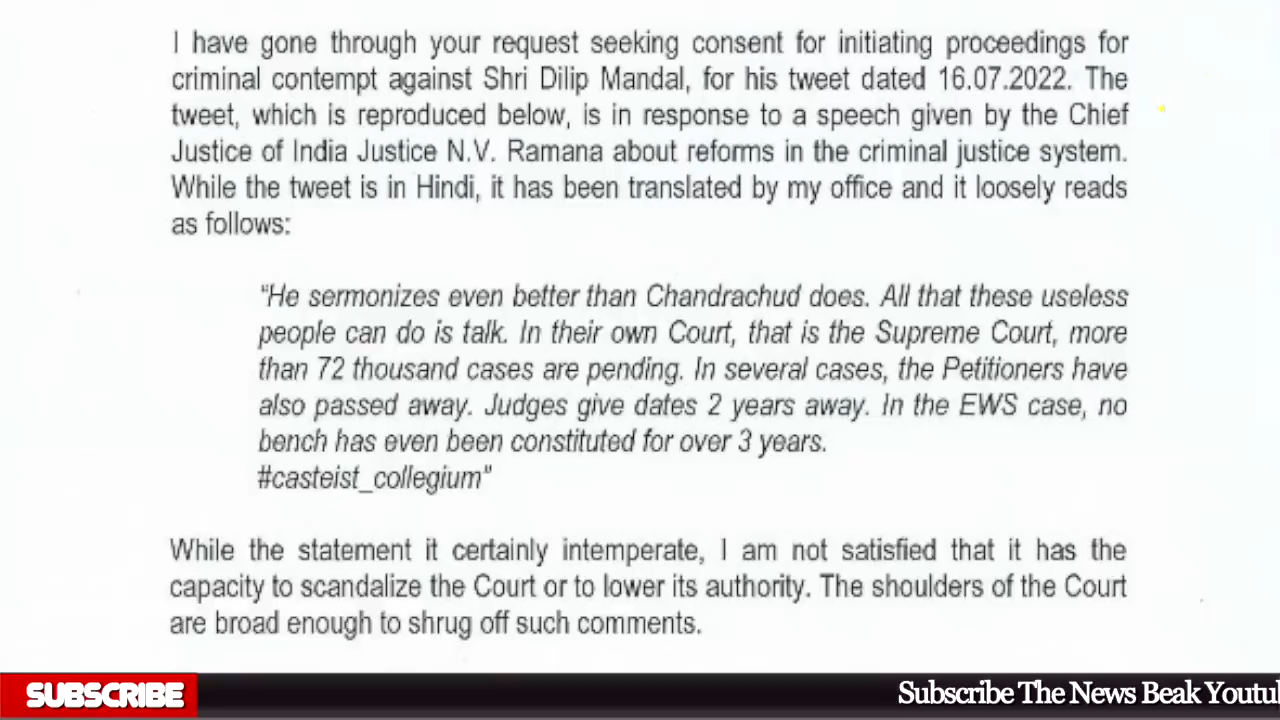 I have gone through your request seeking consent for initiating proceedings for
criminal contempt against Shri Dilip Mandal, for his tweet dated 16.07.2022. The
tweet, which is reproduced below, is in response to a speech given by the Chief
Justice of India Justice N.V. Ramana about reforms in the criminal justice system.
While the tweet is in Hindi, it has been translated by my office and it loosely reads
as follows:
"He sermonizes even better than Chandrachud does. All that these useless
people can do is talk. In their own Court, that is the Supreme Court, more
than 72 thousand cases are pending. In several cases, the Petitioners have
also passed away. Judges give dates 2 years away. In the EWS case, no
bench has even been constituted for over 3 years.
#casteist_collegium"
While the statement it certainly intemperate, I am not satisfied that it has the
capacity to scandalize the Court or to lower its authority. The shoulders of the Court
are broad enough to shrug off such comments.
SUBSCRIBE
Subscribe The News Beak Youtu